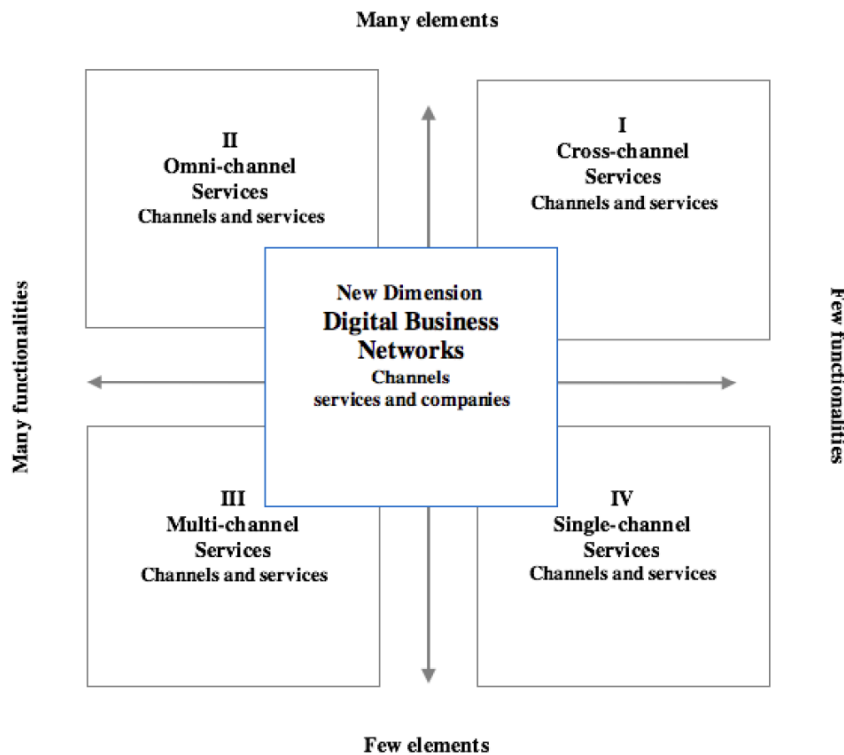 Many elements
II
Omni-channel
Services
Channels and services
I
Cross-channel
Services
Channels and services
Many functionalities
New Dimension
Digital Business
Networks
Channels
services and companies
Few functionalities
III
Multi-channel
Services
Channels and services
IV
Single-channel
Services
Channels and services
Few elements